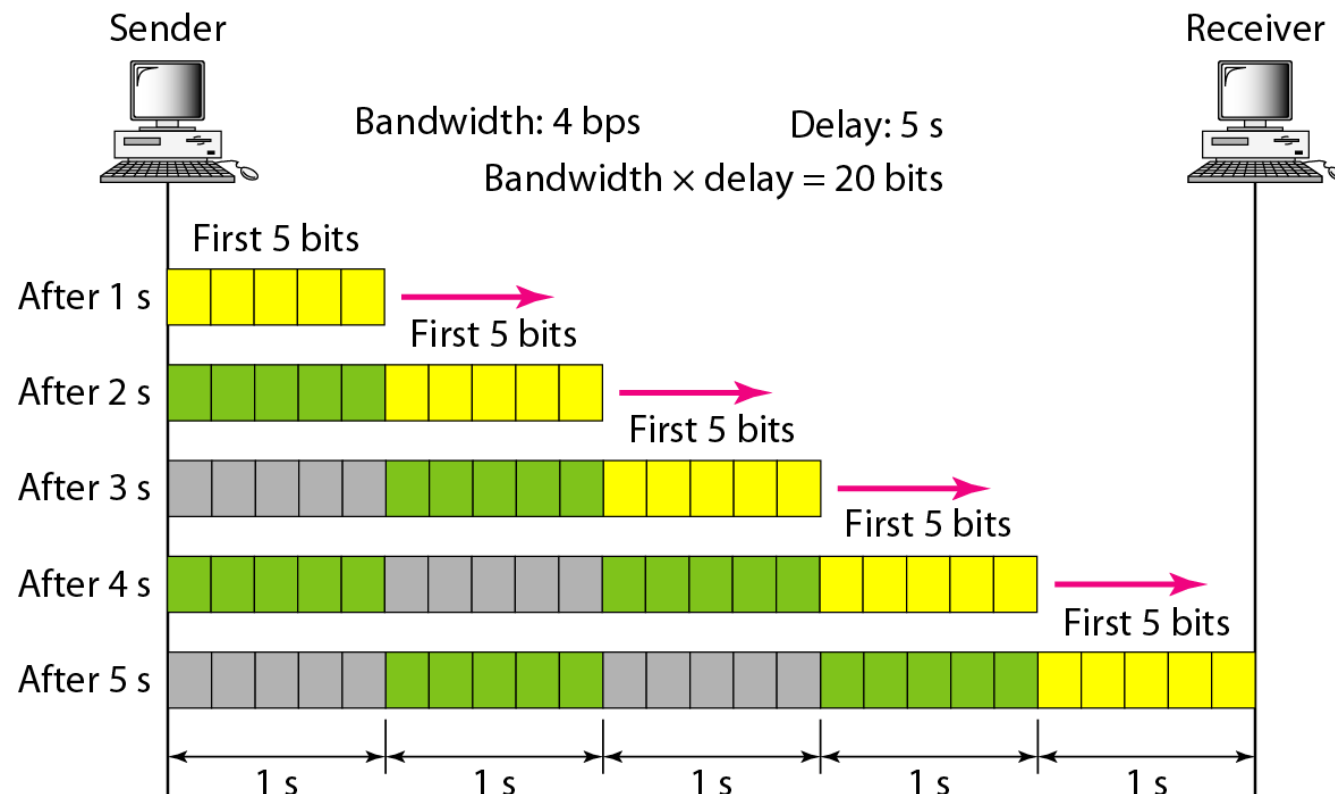 Sender
Receiver
Bandwidth: 4 bps
Delay: 5 s
Bandwidth × delay = 20 bits
First 5 bits
After 1 s
First 5 bits
After 2 s
First 5 bits
After 3 s
First 5 bits
After 4 s
First 5 bits
After 5 s
1 s
1 s
1 s
1 s
1 s